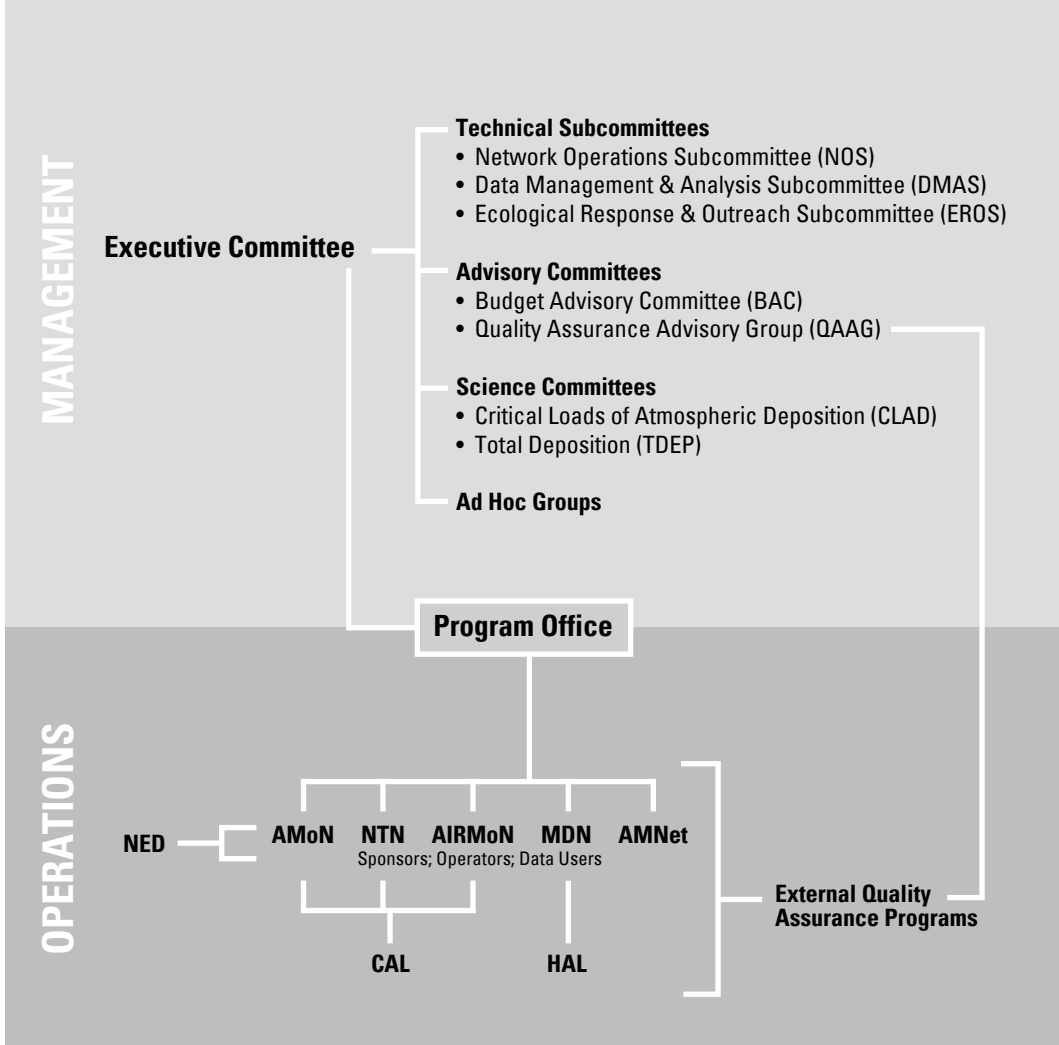 MANAGEMENT
Executive Committee
Technical Subcommittees
• Network Operations Subcommittee (NOS)
• Data Management & Analysis Subcommittee (DMAS)
• Ecological Response & Outreach Subcommittee (EROS)
Advisory Committees
• Budget Advisory Committee (BAC)
• Quality Assurance Advisory Group (QAAG)
Science Committees
• Critical Loads of Atmospheric Deposition (CLAD)
• Total Deposition (TDEP)
Ad Hoc Groups
Program Office
OPERATIONS
NED
AMoN NTN AIRMoN MDN AMNet
Sponsors; Operators; Data Users
CAL
HAL
External Quality
Assurance Programs